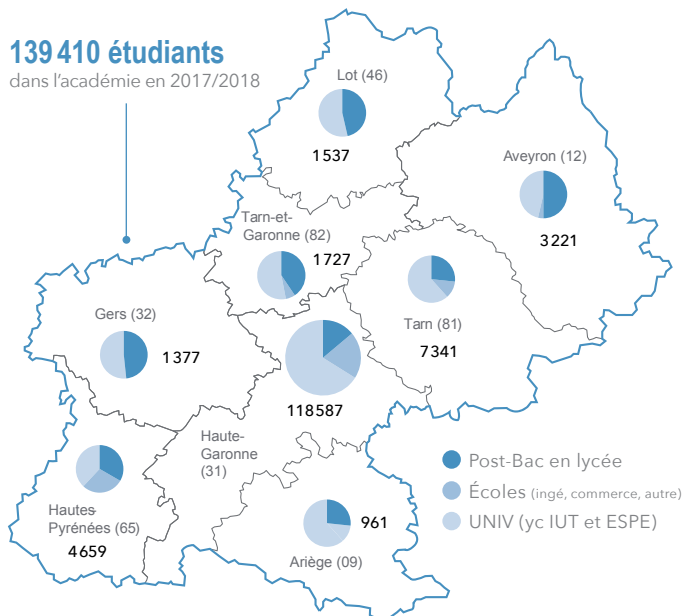 139 410 étudiants
dans l'académie en 2017/2018
Lot (46)
1 537
Aveyron (12)
3 221
Tarn-et-
Garonne (82)
1 727
Gers (32)
1 377
Tarn (81)
7 341
118 587
Haute-
Garonne
(31)
Hautes-
Pyrénées (65)
4 659
961
Ariège (09)
Post-Bac en lycée
Écoles (ingé, commerce, autre)
UNIV (yc IUT et ESPE)